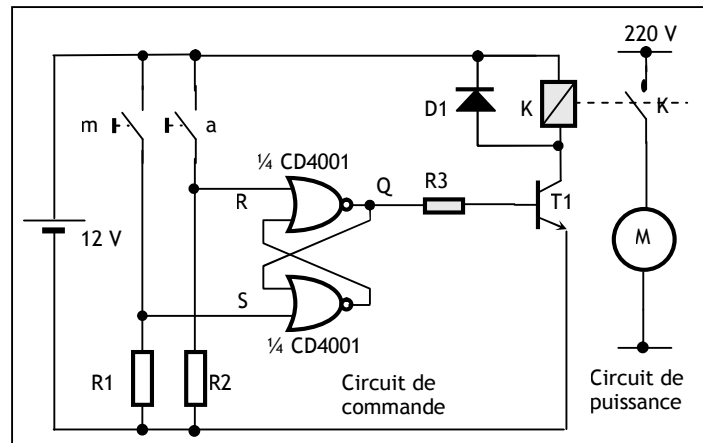 220 V
m
a
D1
K
K
¼ CD4001
R
Q
R3
T1
12 V
M
S
¼ CD4001
R1
R2
Circuit de
commande
Circuit de
puissance